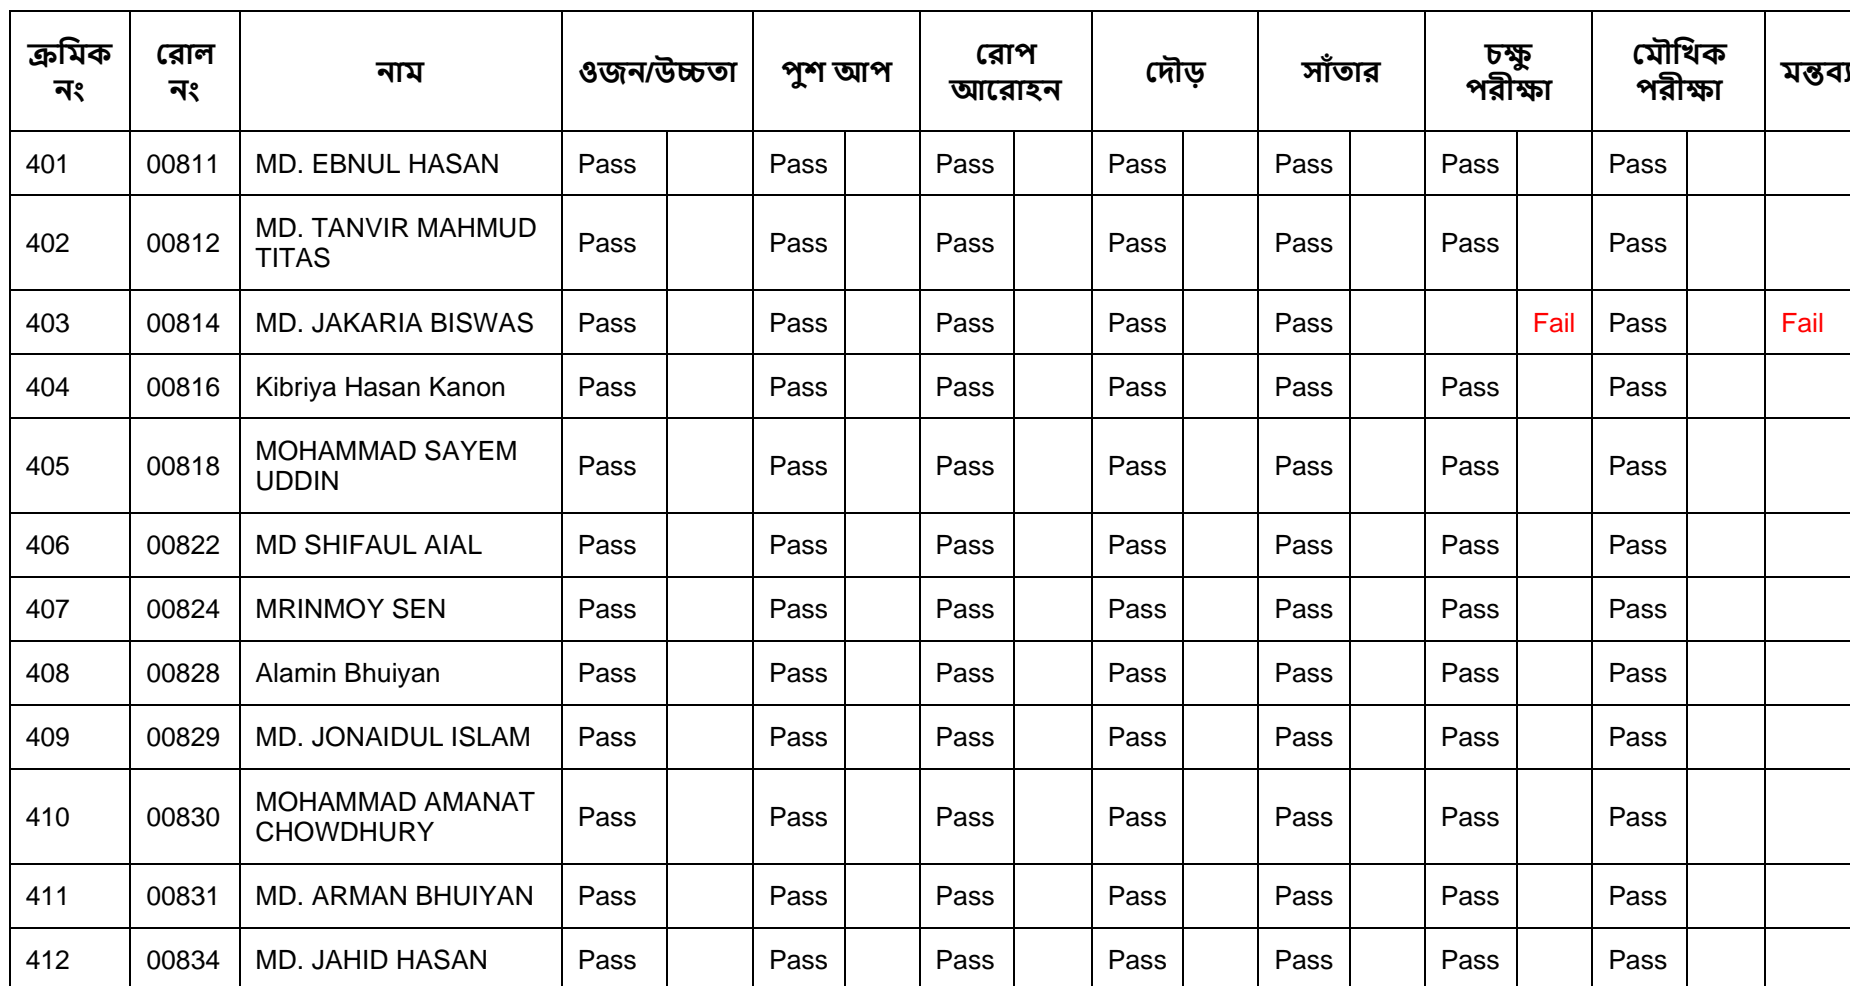 ক্রমিক নং রোল নং নাম ওজন/উচ্চতা পুশ আপ রোপ আরোহন দৌড় সাঁতার চক্ষু পরীক্ষা মৌখিক পরীক্ষা মন্তব্য
401 00811 MD. EBNUL HASAN Pass Pass Pass Pass Pass Pass Pass
402 00812 MD. TANVIR MAHMUD TITAS Pass Pass Pass Pass Pass Pass Pass
403 00814 MD. JAKARIA BISWAS Pass Pass Pass Pass Pass Fail Pass Fail
404 00816 Kibriya Hasan Kanon Pass Pass Pass Pass Pass Pass Pass
405 00818 MOHAMMAD SAYEM UDDIN Pass Pass Pass Pass Pass Pass Pass
406 00822 MD SHIFAUL AIAL Pass Pass Pass Pass Pass Pass Pass
407 00824 MRINMOY SEN Pass Pass Pass Pass Pass Pass Pass
408 00828 Alamin Bhuiyan Pass Pass Pass Pass Pass Pass Pass
409 00829 MD. JONAIDUL ISLAM Pass Pass Pass Pass Pass Pass Pass
410 00830 MOHAMMAD AMANAT CHOWDHURY Pass Pass Pass Pass Pass Pass Pass
411 00831 MD. ARMAN BHUIYAN Pass Pass Pass Pass Pass Pass Pass
412 00834 MD. JAHID HASAN Pass Pass Pass Pass Pass Pass Pass